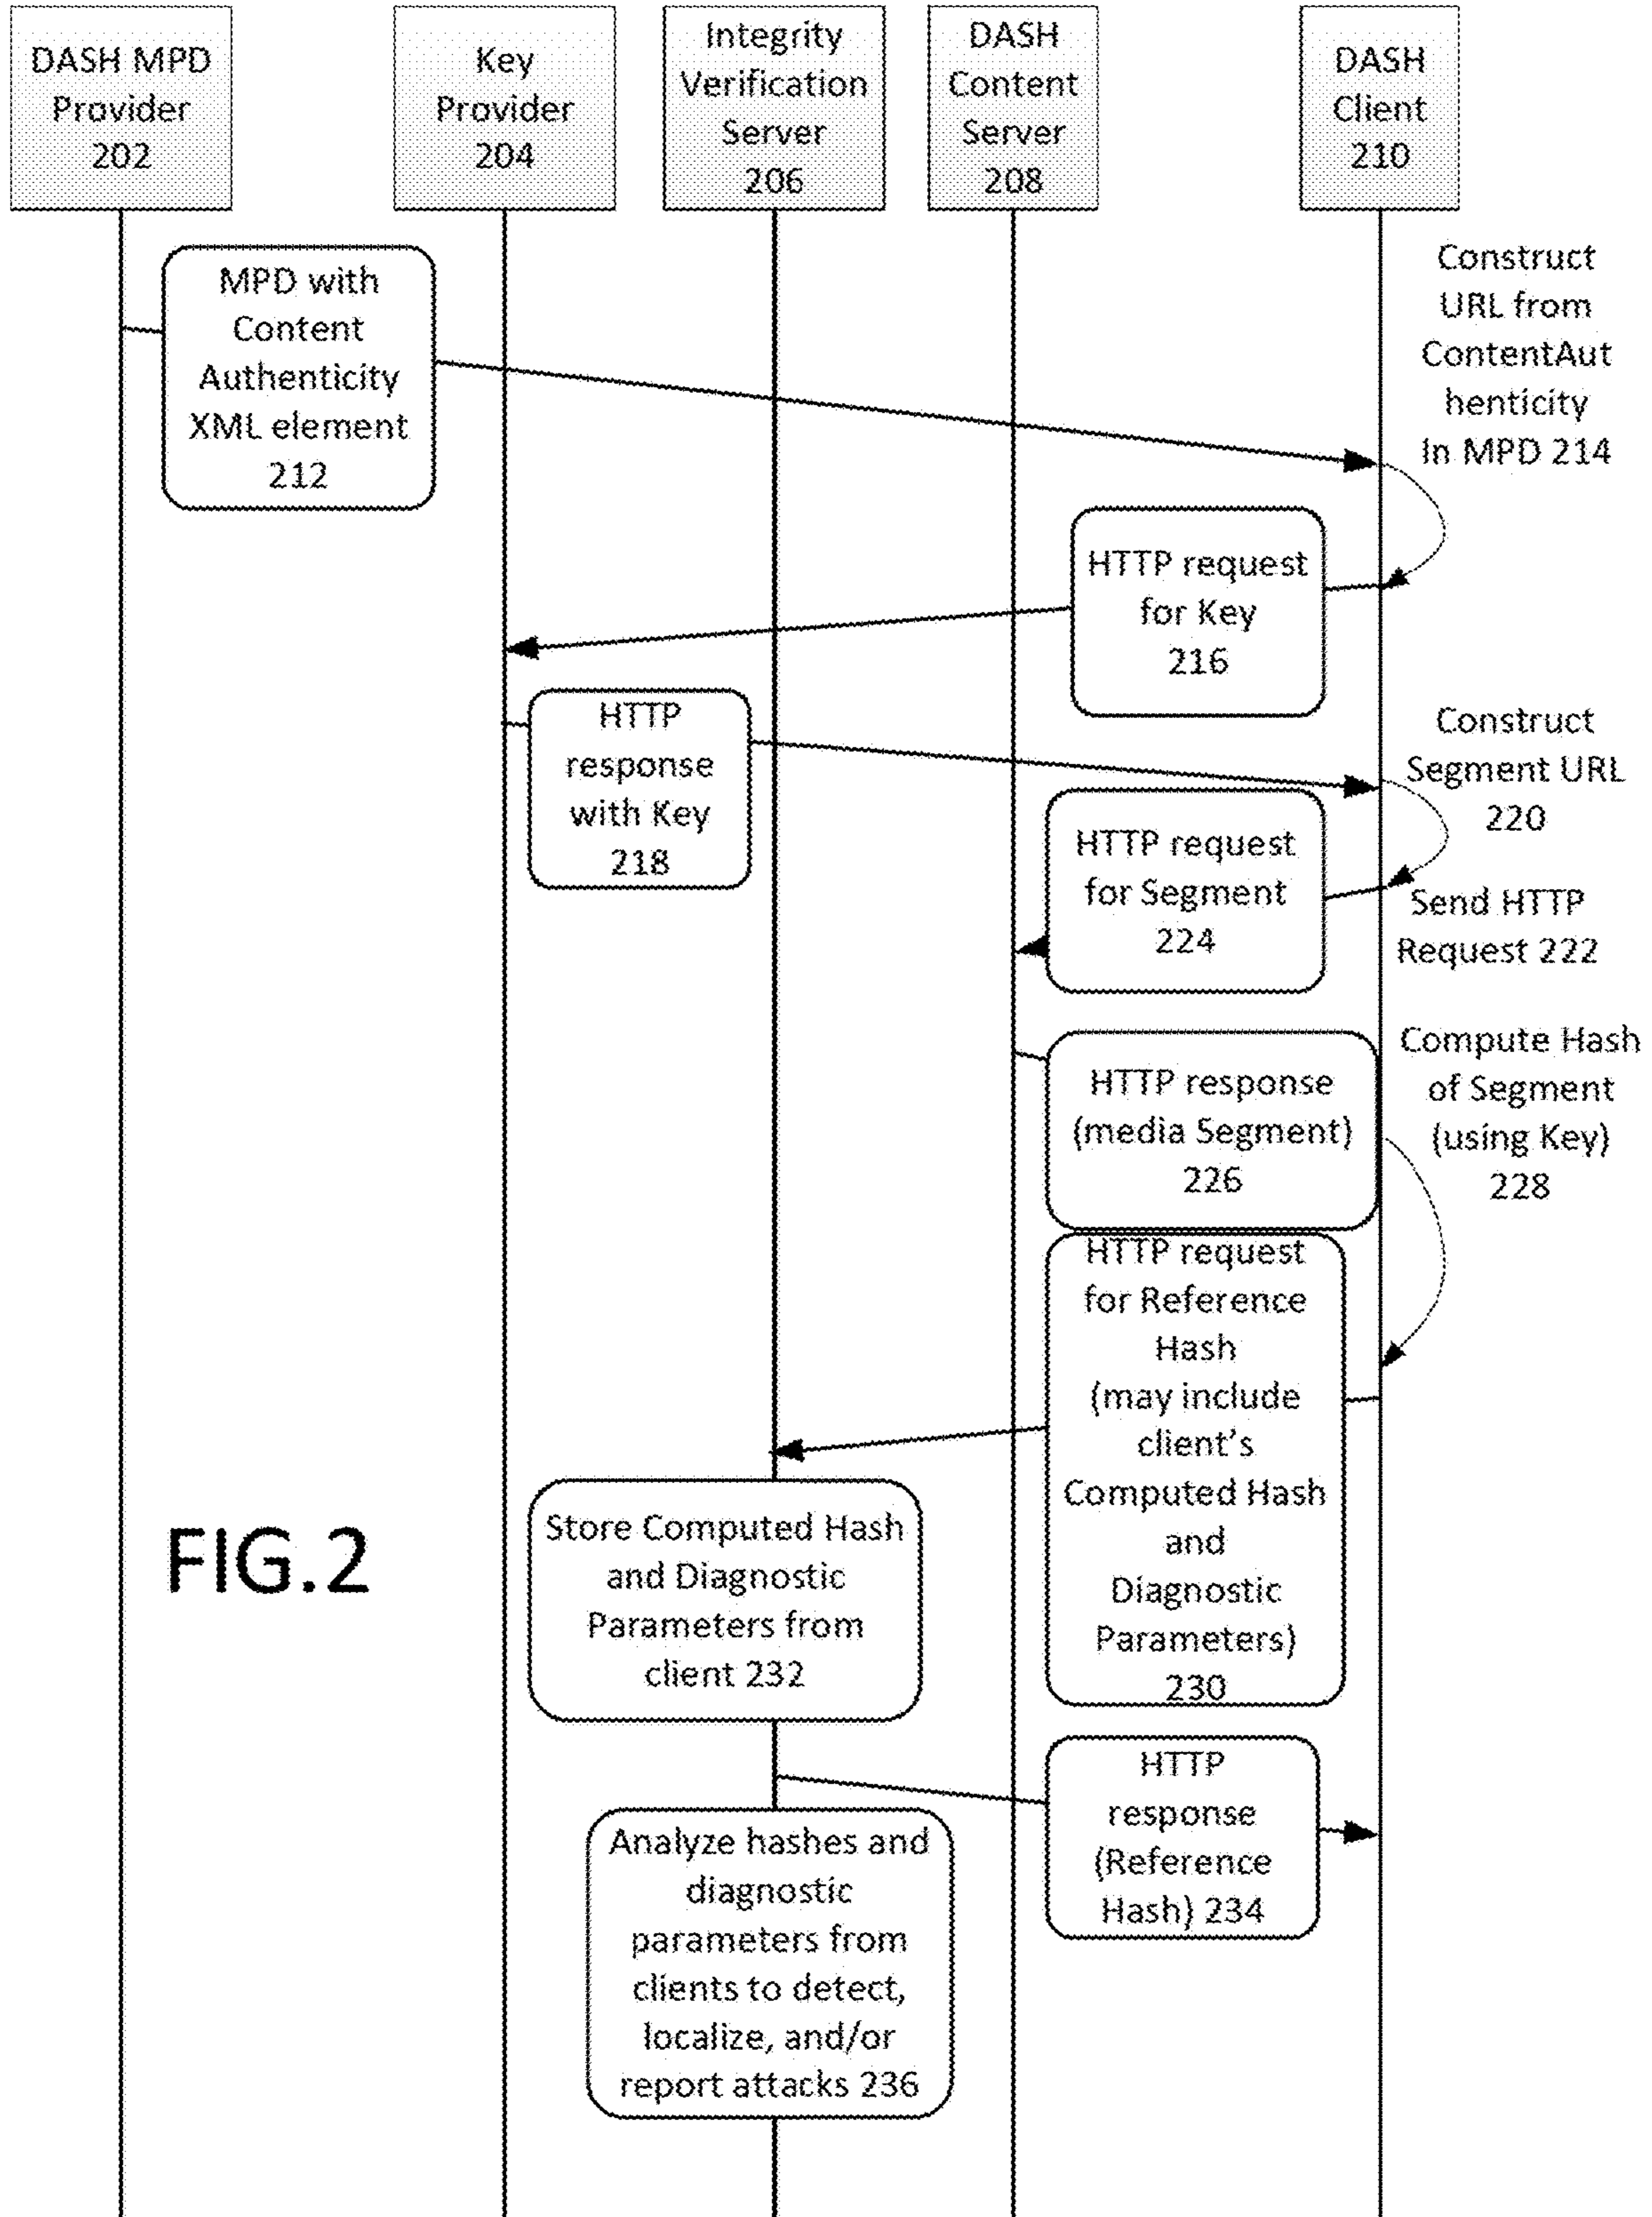 DASH MPD
Provider
202
Key
Provider
204
Integrity
Verification
Server
206
DASH
Content
Server
208
DASH
Client
210
MPD with
Content
Authenticity
XML element
212
Construct
URL from
ContentAut
henticity
In MPD 214
HTTP request
for Key
216
HTTP
response
with Key
218
Construct
Segment URL
220
HTTP request
for Segment
224
Send HTTP
Request 222
HTTP response
(media Segment)
226
Compute Hash
of Segment
(using Key)
228
HTTP request
for Reference
Hash
(may include
client's
Computed Hash
and
Diagnostic
Parameters)
230
Store Computed Hash
and Diagnostic
Parameters from
client 232
FIG.2
HTTP
response
(Reference
Hash) 234
Analyze hashes and
diagnostic
parameters from
clients to detect,
localize, and/or
report attacks 236